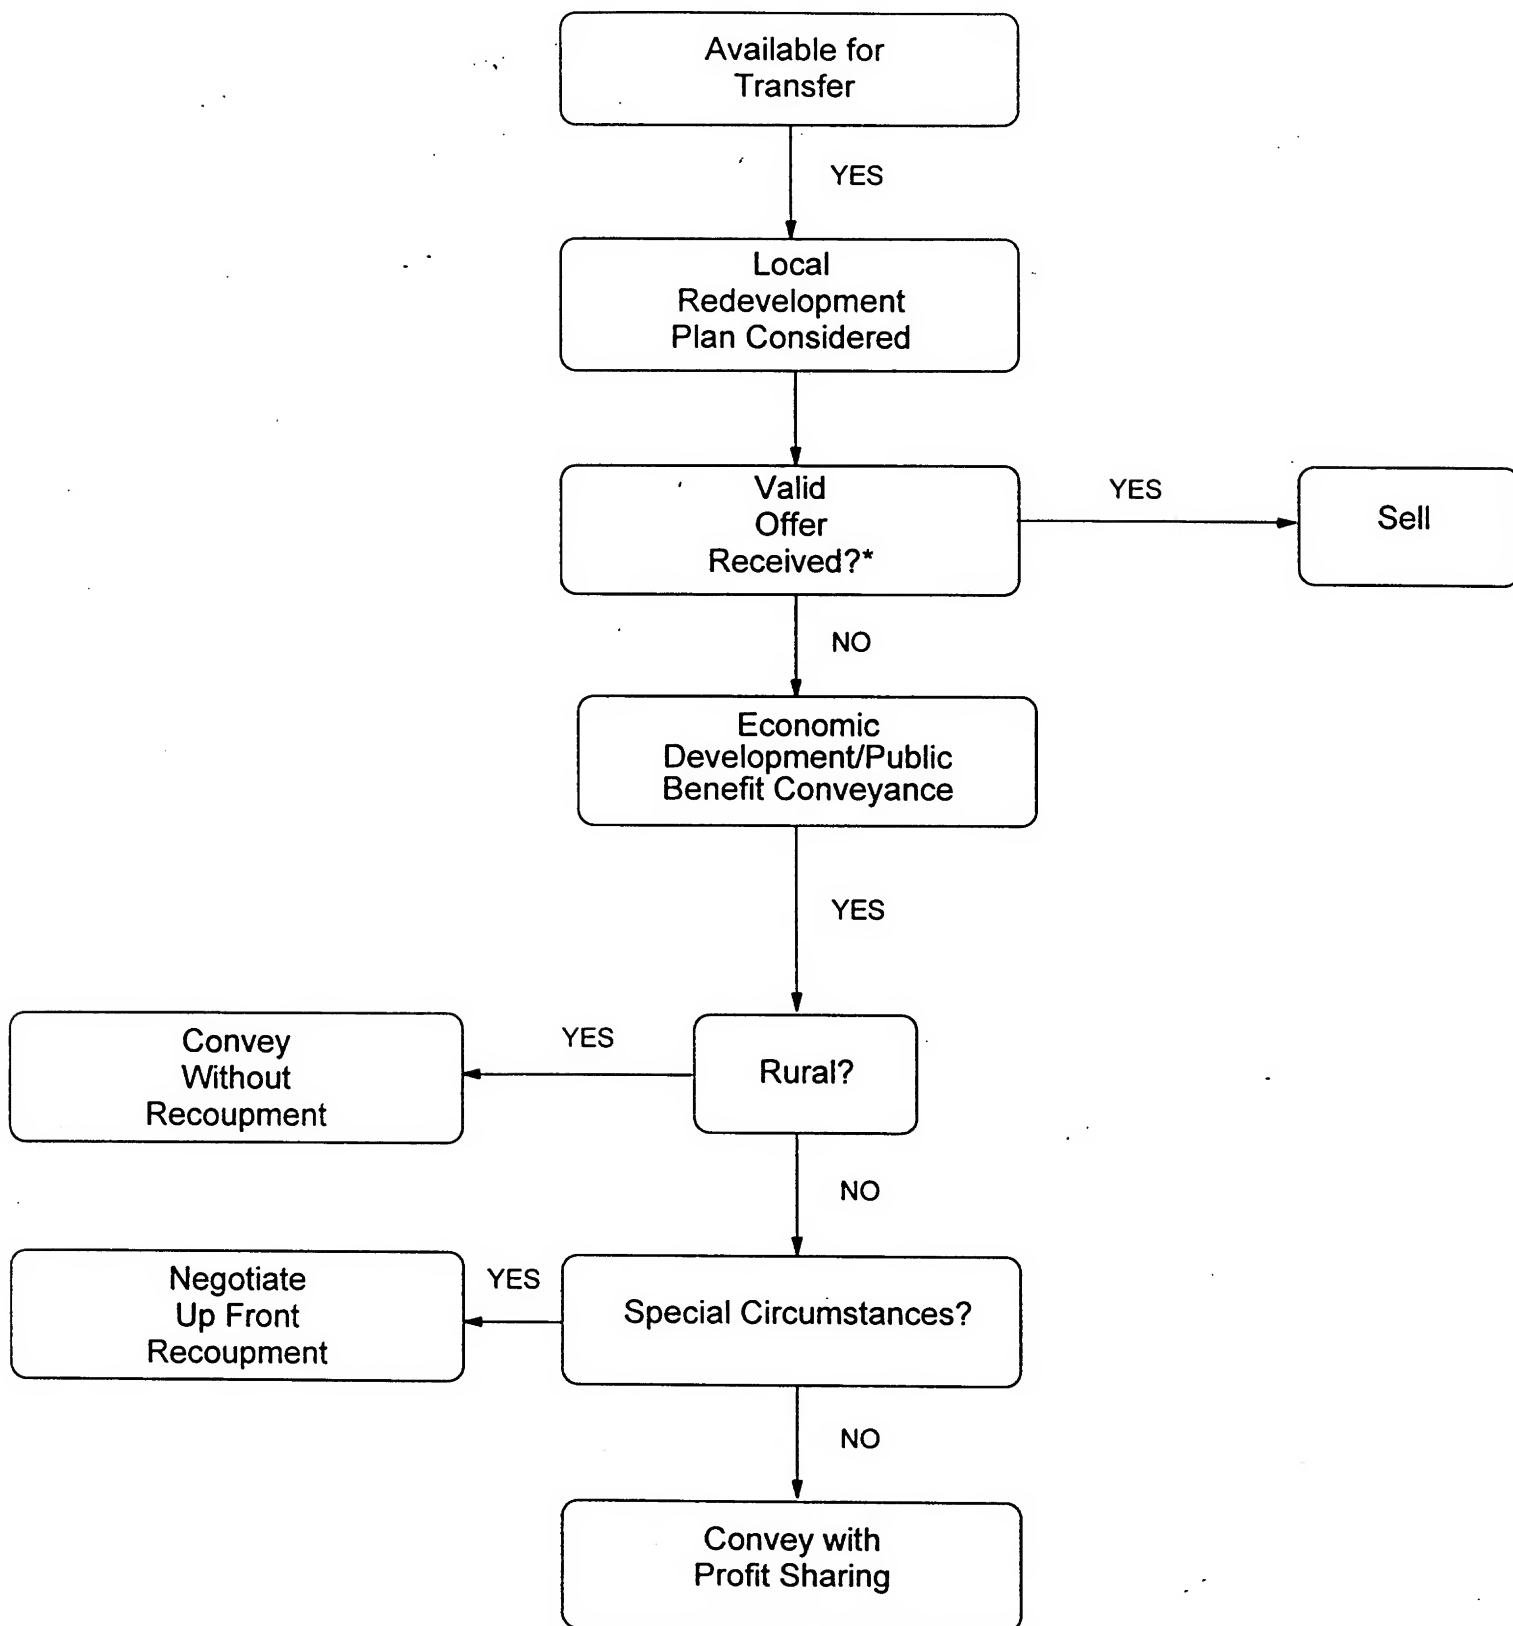 Available for
Transfer
YES
Local
Redevelopment
Plan Considered
Valid
Offer
Received?*
YES
Sell
NO
Economic
Development/Public
Benefit Conveyance
YES
Convey
Without
Recoupment
YES
Rural?
NO
Negotiate
Up Front
Recoupment
YES
Special Circumstances?
NO
Convey with
Profit Sharing